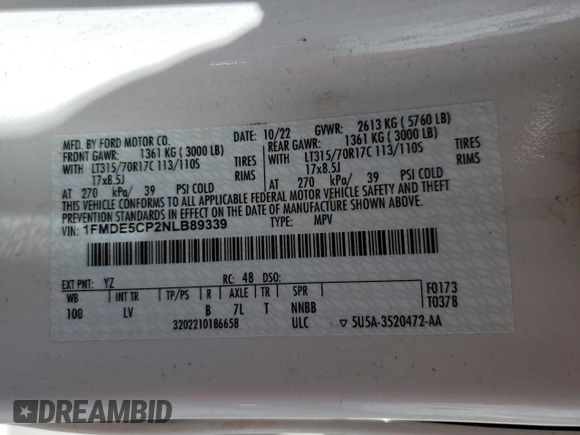 MFD. BY FORD MOTOR CO.
DATE: 10/22 GVWR: 2613 KG ( 5760 LB)
FRONT GAWR: 1361 KG ( 3000 LB)
REAR GAWR: 1361 KG ( 3000 LB)
WITH LT315/70R17C 113/110S TIRES
WITH LT315/70R17C 113/110S TIRES
17x8.5J RIMS
17x8.5J RIMS
AT 270 kPa/ 39 PSI COLD
AT 270 kPa/ 39 PSI COLD
THIS VEHICLE CONFORMS TO ALL APPLICABLE FEDERAL MOTOR VEHICLE SAFETY AND THEFT
PREVENTION STANDARDS IN EFFECT ON THE DATE OF MANUFACTURE SHOWN ABOVE.
VIN: 1FMDE5CP2NLB89339
TYPE: MPV
EXT PNT: YZ RC: 48 DSO:
WB INT TR TP/PS R AXLE TR SPR
100 LV B 7L T NNBB
F0173
T0378
3202210186658 ULC ▽ 5U5A-3520472-AA
DREAMBID